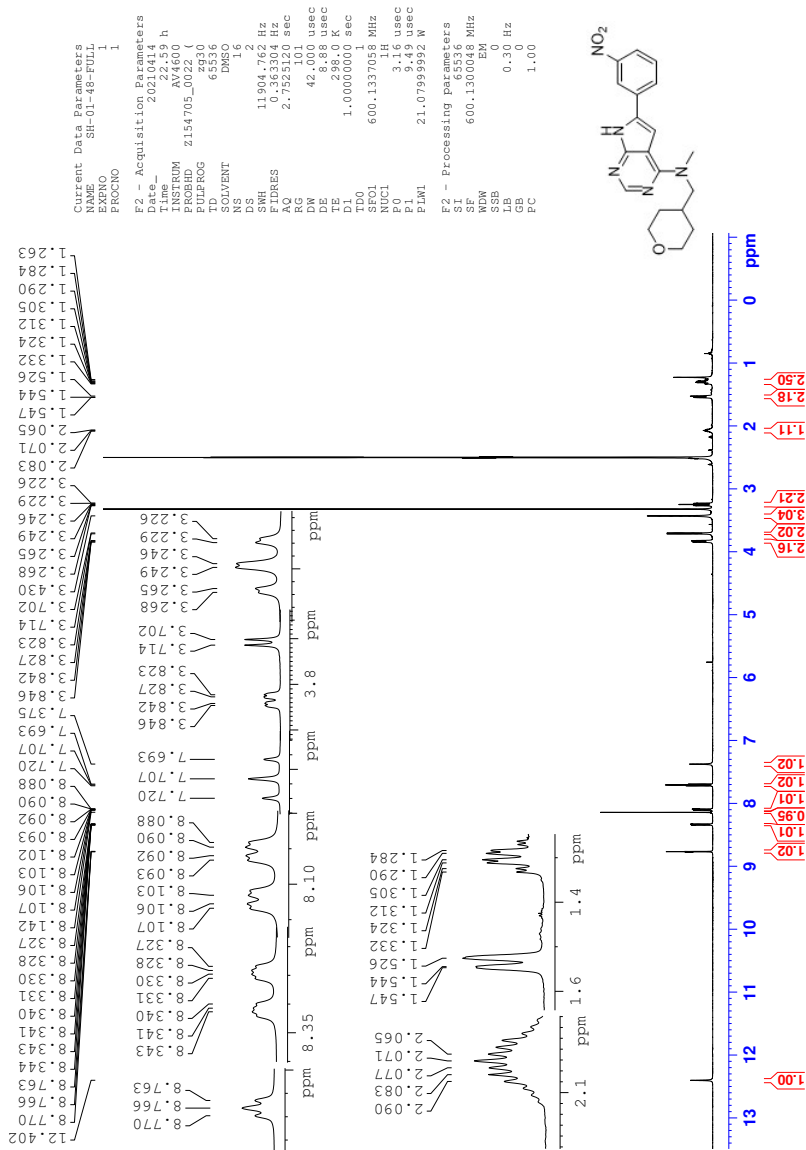 Current Data Parameters
NAME SH-01-48-FULL
EXPNO 1
PROCNO 1
F2 - Acquisition Parameters
Date_ 20210414
Time 22.59 h
INSTRUM AV4600
PROBHD Z154705_0022 (
PULPROG zg30
TD 65536
SOLVENT DMSO
NS 16
DS 2
SWH 11904.762 Hz
FIDRES 0.363304 Hz
AQ 2.7525120 sec
RG 101
DW 42.000 usec
DE 8.88 usec
TE 298.0 K
D1 1.00000000 sec
TD0 1
SFO1 600.1337058 MHz
NUC1 1H
P0 3.16 usec
P1 9.49 usec
PLW1 21.07999992 W
F2 - Processing parameters
SI 65536
SF 600.1300048 MHz
WDW EM
SSB 0
LB 0.30 Hz
GB 0
PC 1.00
1.263
1.284
1.290
1.305
1.312
1.324
1.332
1.526
1.544
1.547
2.065
2.071
2.083
3.226
3.229
3.246
3.249
3.265
3.268
3.430
3.702
3.714
3.823
3.827
3.842
3.846
7.375
7.693
7.707
7.720
8.088
8.090
8.092
8.093
8.102
8.103
8.106
8.107
8.142
8.327
8.328
8.330
8.331
8.340
8.341
8.343
8.344
8.763
8.766
8.770
12.402
3.226
3.229
3.246
3.249
3.265
3.268
ppm
3.702
3.714
3.823
3.827
3.842
3.846
3.8
ppm
7.693
7.707
7.720
ppm
8.088
8.090
8.092
8.093
8.103
8.106
8.107
8.10
ppm
8.327
8.328
8.330
8.331
8.340
8.341
8.343
8.35
ppm
8.763
8.766
8.770
ppm
1.284
1.290
1.305
1.312
1.324
1.332
1.526
1.544
1.547
1.4
1.6
ppm
2.065
2.071
2.077
2.083
2.090
2.1
ppm
NO2
HN
N
N
N
O
ppm
0
1
2
3
4
5
6
7
8
9
10
11
12
13
2.50
2.18
1.11
2.21
3.04
2.02
2.16
1.02
1.02
1.01
0.95
1.01
1.02
1.00